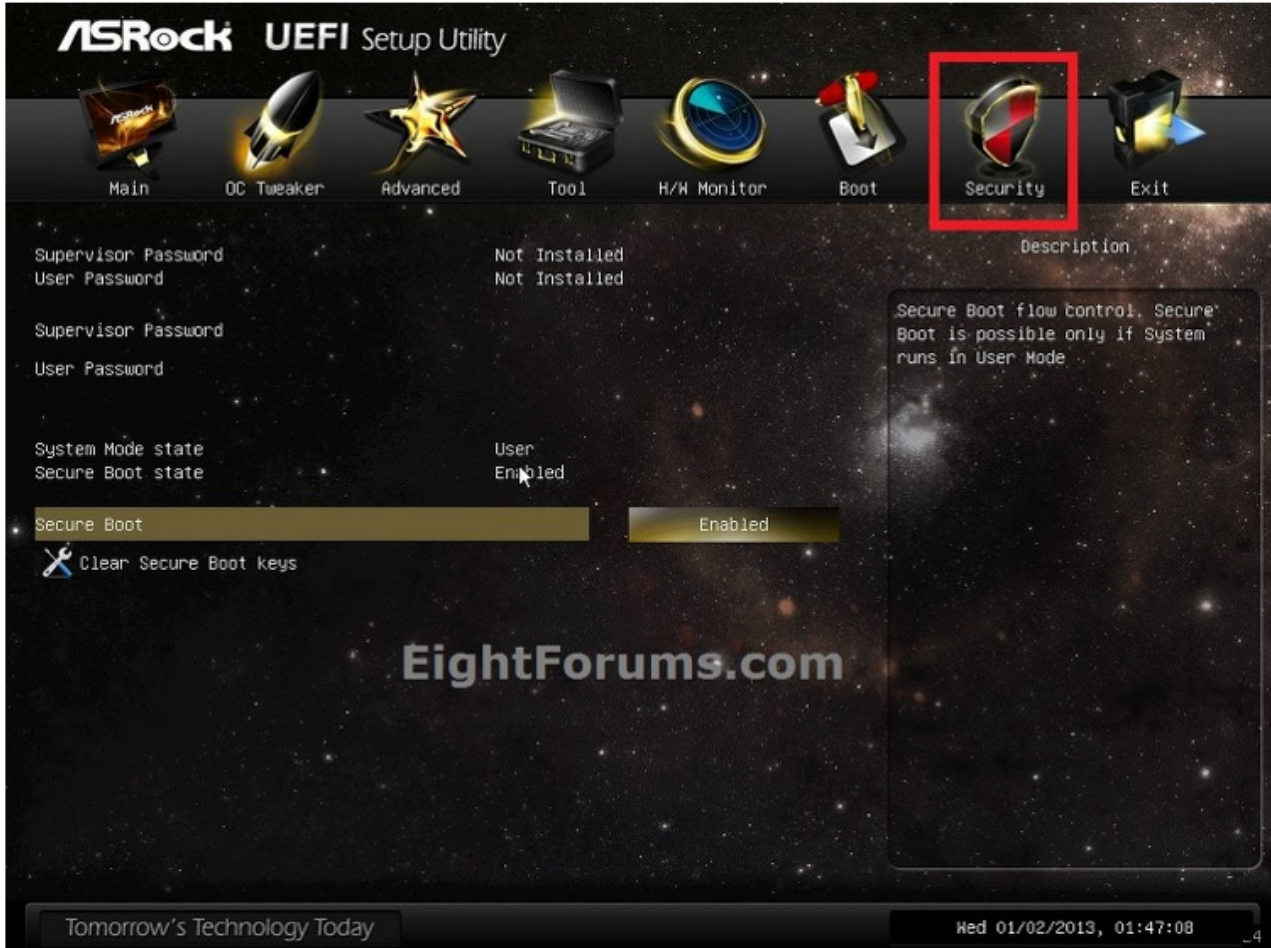 ASRock UEFI Setup Utility
ASRock
Main OC Tweaker Advanced Tool H/W Monitor Boot Security Exit
Supervisor Password Not Installed
User Password Not Installed
Supervisor Password
User Password
System Mode state User
Secure Boot state Enabled
Secure Boot Enabled
Clear Secure Boot keys
Description
Secure Boot flow control. Secure
Boot is possible only if System
runs in User Mode
EightForums.com
Tomorrow's Technology Today
Wed 01/02/2013, 01:47:08